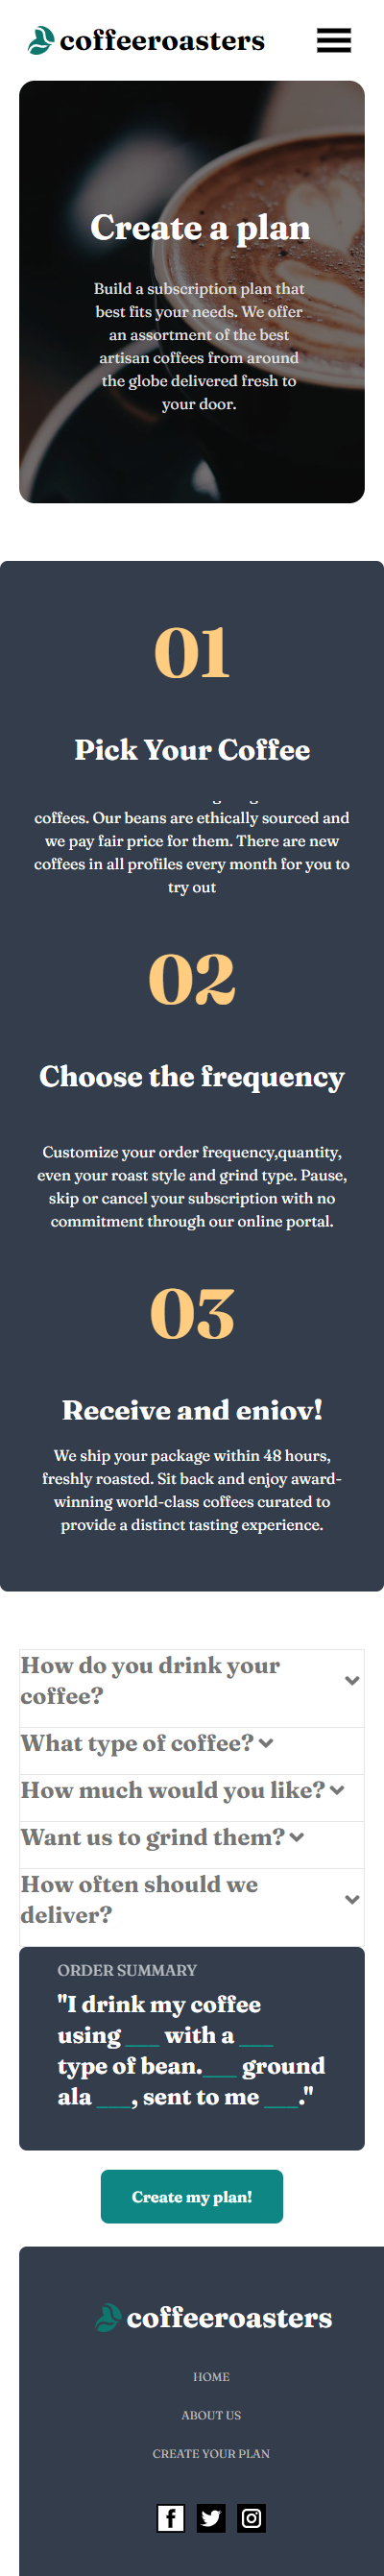 coffeeroasters
Create a plan
Build a subscription plan that
best fits your needs. We offer
an assortment of the best
artisan coffees from around
the globe delivered fresh to
your door.
01
Pick Your Coffee
coffees. Our beans are ethically sourced and
we pay fair price for them. There are new
coffees in all profiles every month for you to
try out
02
Choose the frequency
Customize your order frequency,quantity,
even your roast style and grind type. Pause,
skip or cancel your subscription with no
commitment through our online portal.
03
Receive and enjoy!
We ship your package within 48 hours,
freshly roasted. Sit back and enjoy award-
winning world-class coffees curated to
provide a distinct tasting experience.
How do you drink your
coffee?
What type of coffee?
How much would you like?
Want us to grind them?
How often should we
deliver?
ORDER SUMMARY
"I drink my coffee
using ___ with a ___
type of bean.___ ground
ala ___, sent to me ___."
Create my plan!
coffeeroasters
HOME
ABOUT US
CREATE YOUR PLAN